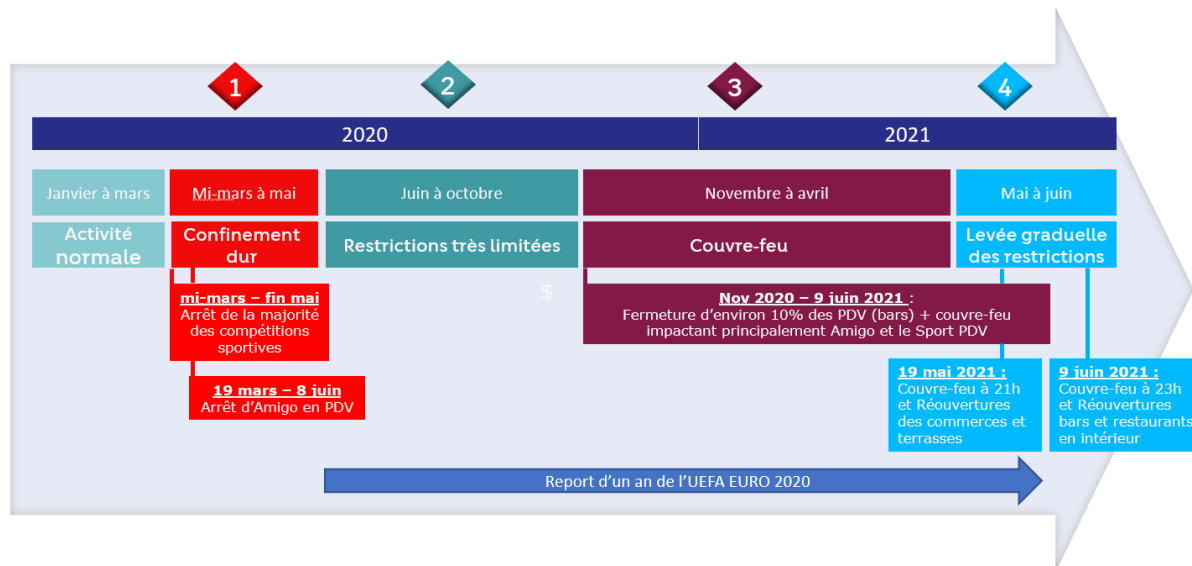 1
2
3
4
2020
2021
Janvier à mars
Mi-mars à mai
Juin à octobre
Novembre à avril
Mai à juin
Activité
normale
Confinement
dur
Restrictions très limitées
Couvre-feu
Levée graduelle
des restrictions
mi-mars – fin mai
Arrêt de la majorité
des compétitions
sportives
19 mars – 8 juin
Arrêt d'Amigo en PDV
$
Nov 2020 – 9 juin 2021 :
Fermeture d'environ 10% des PDV (bars) + couvre-feu
impactant principalement Amigo et le Sport PDV
19 mai 2021 :
Couvre-feu à 21h
et Réouvertures
des commerces et
terrasses
9 juin 2021 :
Couvre-feu à 23h
et Réouvertures
bars et restaurants
en intérieur
Report d'un an de l'UEFA EURO 2020